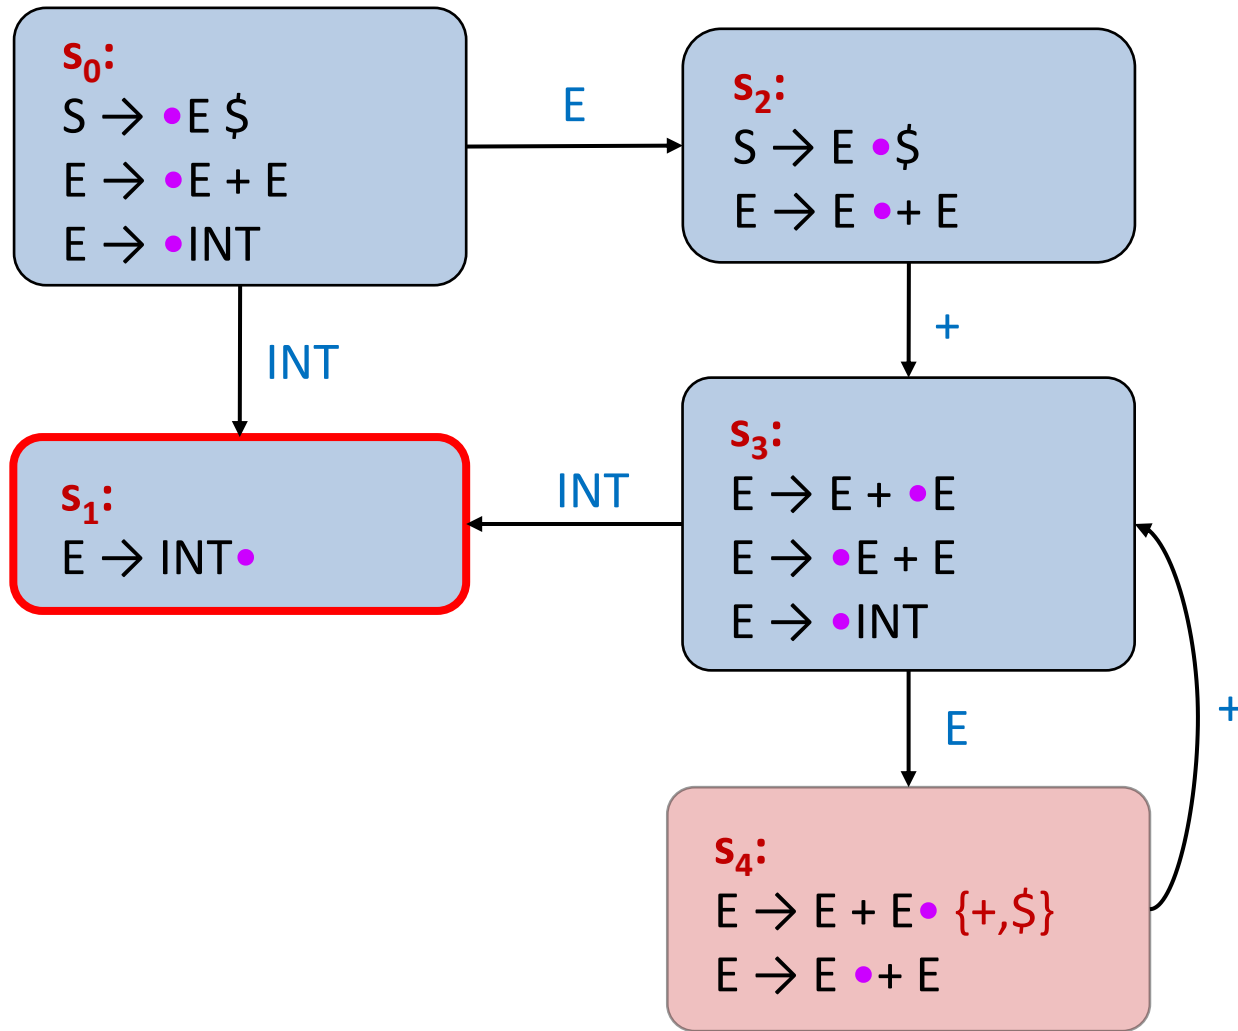 s₀:
S → •E $
E → •E + E
E → •INT
E
s₂:
S → E •$
E → E •+ E
INT
+
s₁:
E → INT•
INT
s₃:
E → E + •E
E → •E + E
E → •INT
E
+
s₄:
E → E + E• {+,$}
E → E •+ E